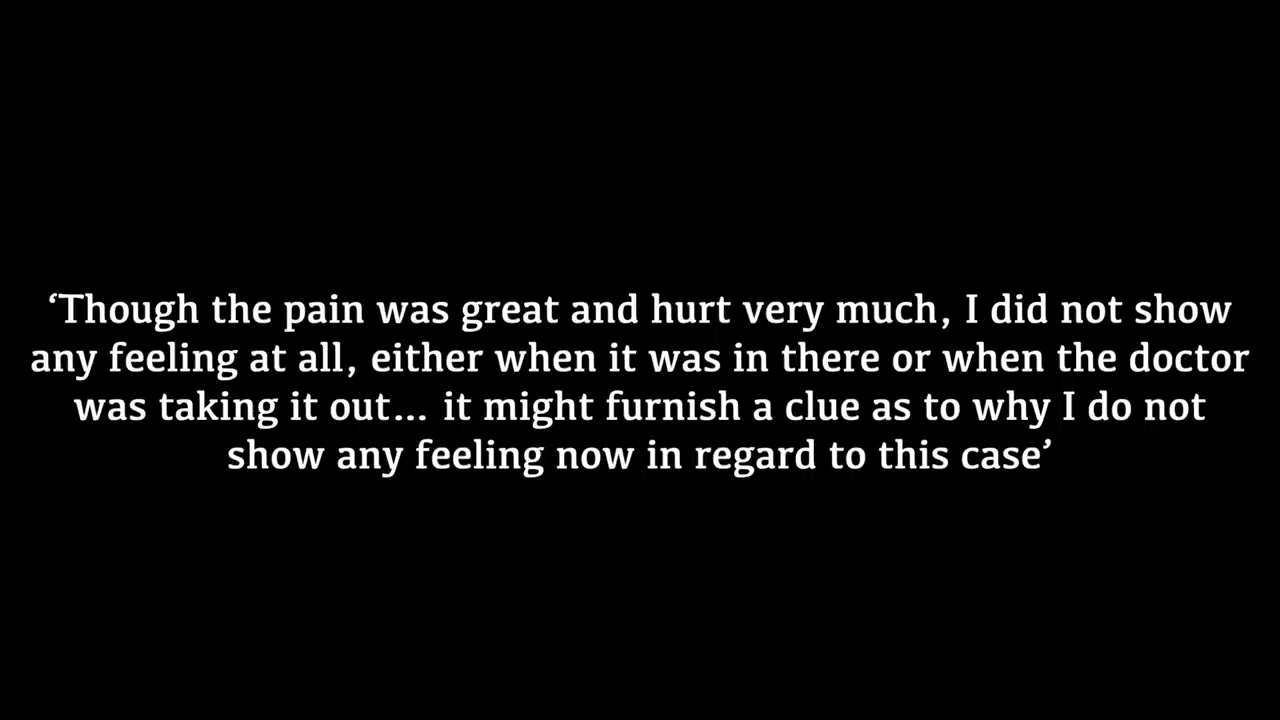 ‘Though the pain was great and hurt very much, I did not show
any feeling at all, either when it was in there or when the doctor
was taking it out... it might furnish a clue as to why I do not
show any feeling now in regard to this case’